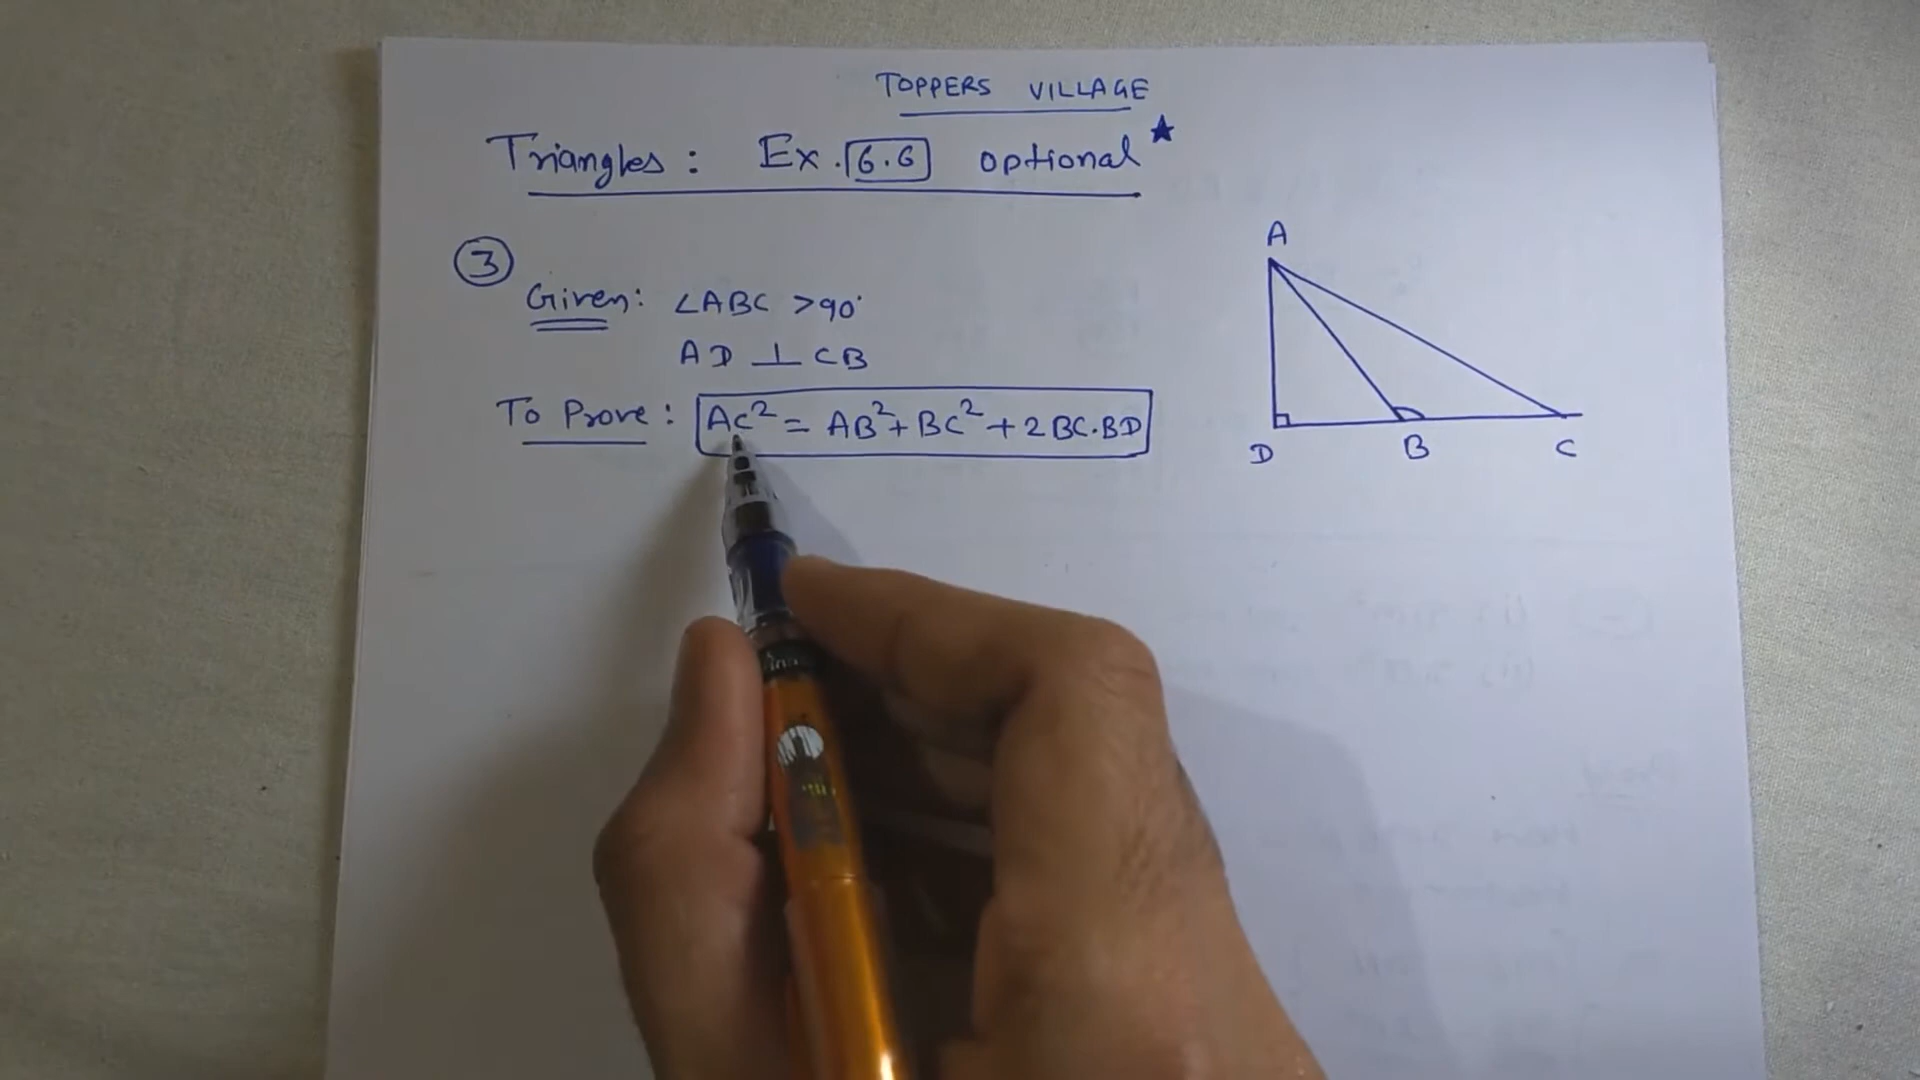 TOPPERS VILLAGE
Triangles: Ex. 6.6 optional ★
3
Given: ∠ABC > 90°
AD ⊥ CB
To Prove: AC² = AB² + BC² + 2BC.BD
A
D B C